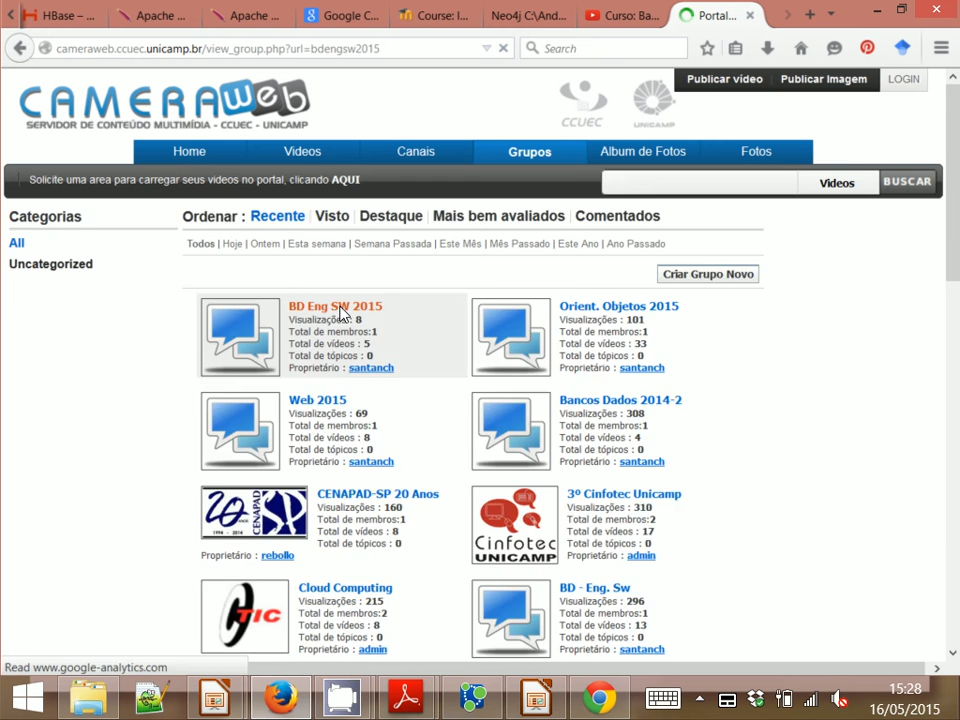 HBase –
Apache ...
Apache ...
Google C...
Course: I...
Neo4j C:\And...
Curso: Ba...
Portal...
cameraweb.ccuec.unicamp.br/view_group.php?url=bdengsw2015
Search
CAMERAweb
SERVIDOR DE CONTEÚDO MULTIMÍDIA - CCUEC - UNICAMP
CCUEC
UNICAMP
Publicar vídeo
Publicar Imagem
LOGIN
Home
Videos
Canais
Grupos
Album de Fotos
Fotos
Solicite uma area para carregar seus videos no portal, clicando AQUI
Videos
BUSCAR
Categorias
All
Uncategorized
Ordenar : Recente | Visto | Destaque | Mais bem avaliados | Comentados
Todos | Hoje | Ontem | Esta semana | Semana Passada | Este Mês | Mês Passado | Este Ano | Ano Passado
Criar Grupo Novo
BD Eng SW 2015
Visualizações : 8
Total de membros:1
Total de vídeos : 5
Total de tópicos : 0
Proprietário : santanch
Orient. Objetos 2015
Visualizações : 101
Total de membros:1
Total de vídeos : 33
Total de tópicos : 0
Proprietário : santanch
Web 2015
Visualizações : 69
Total de membros:1
Total de vídeos : 8
Total de tópicos : 0
Proprietário : santanch
Bancos Dados 2014-2
Visualizações : 308
Total de membros:1
Total de vídeos : 4
Total de tópicos : 0
Proprietário : santanch
20 Anos
1994 - 2014
CENAPAD
SP
CENAPAD-SP 20 Anos
Visualizações : 160
Total de membros:1
Total de vídeos : 8
Total de tópicos : 0
Proprietário : rebollo
Cinfotec
UNICAMP
3º Cinfotec Unicamp
Visualizações : 310
Total de membros:2
Total de vídeos : 17
Total de tópicos : 0
Proprietário : admin
TIC
Cloud Computing
Visualizações : 215
Total de membros:2
Total de vídeos : 8
Total de tópicos : 0
Proprietário : admin
BD - Eng. Sw
Visualizações : 296
Total de membros:1
Total de vídeos : 13
Total de tópicos : 0
Proprietário : santanch
Read www.google-analytics.com
15:28
16/05/2015